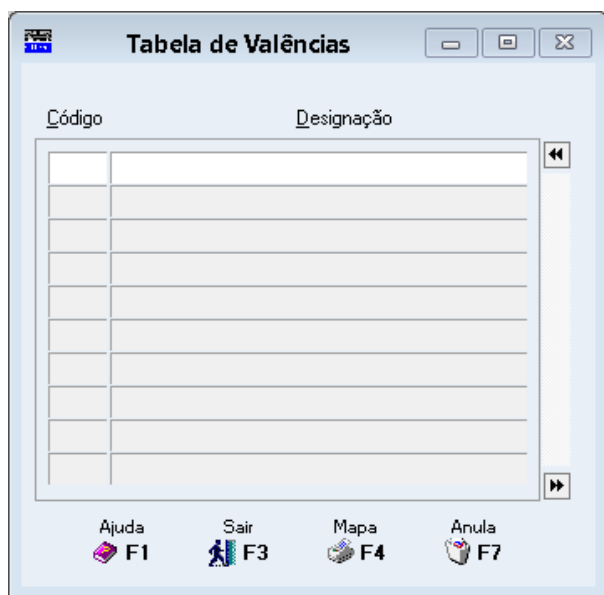 Tabela de Valências
Código Designação
Ajuda Sair Mapa Anula
F1 F3 F4 F7